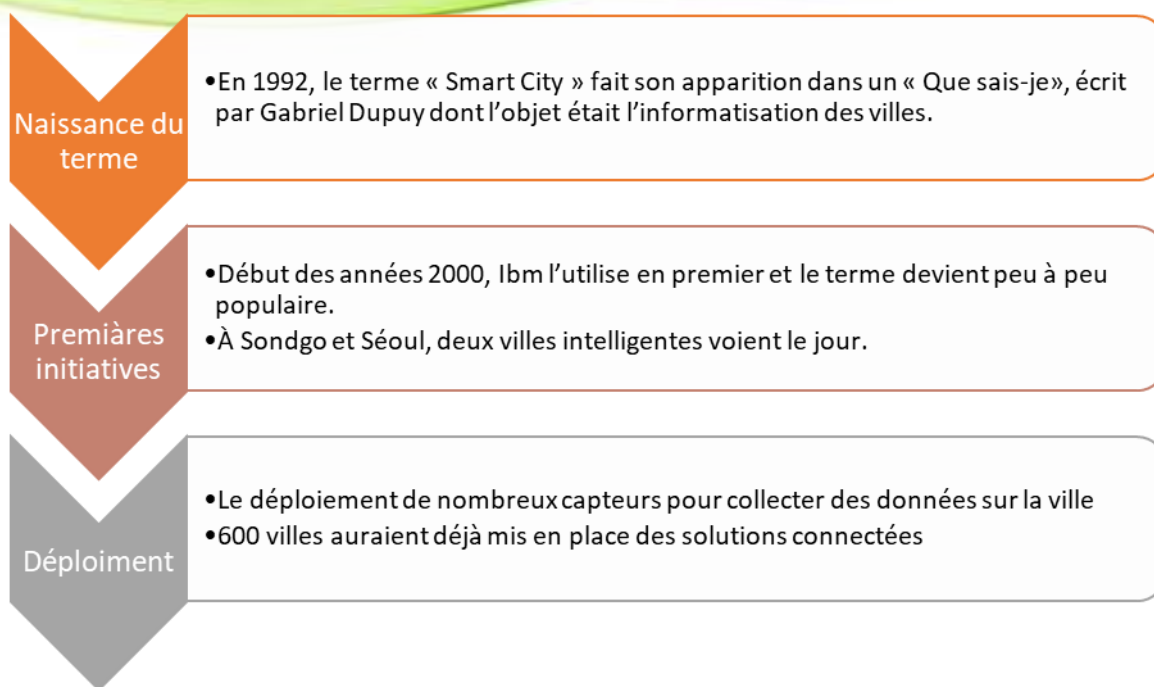 Naissance du
terme
•En 1992, le terme « Smart City » fait son apparition dans un « Que sais-je», écrit
par Gabriel Dupuy dont l’objet était l’informatisation des villes.
Premiàres
initiatives
•Début des années 2000, Ibm l’utilise en premier et le terme devient peu à peu
populaire.
•À Sondgo et Séoul, deux villes intelligentes voient le jour.
Déploiment
•Le déploiement de nombreux capteurs pour collecter des données sur la ville
•600 villes auraient déjà mis en place des solutions connectées